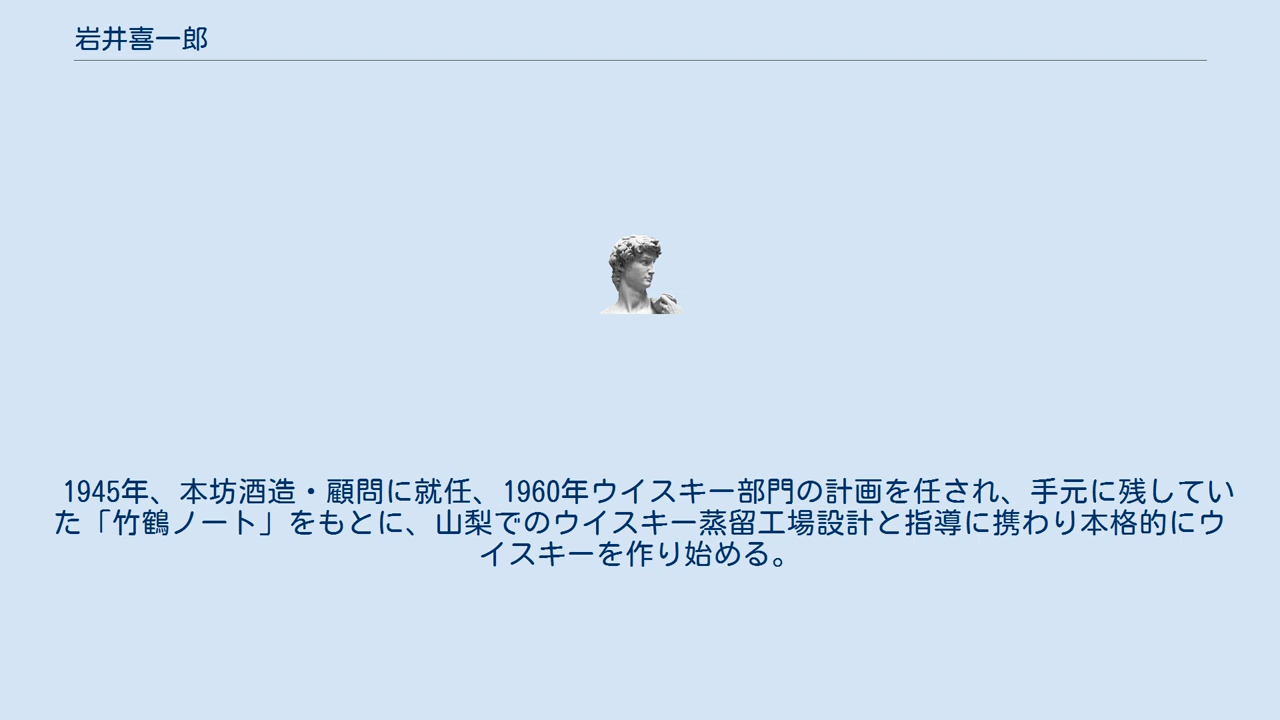 岩井喜一郎
1945年、本坊酒造・顧問に就任、1960年ウイスキー部門の計画を任され、手元に残してい
た「竹鶴ノート」をもとに、山梨でのウイスキー蒸留工場設計と指導に携わり本格的にウ
イスキーを作り始める。